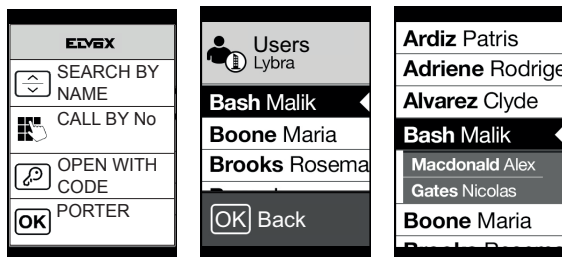 ELVOX
SEARCH BY
NAME
CALL BY No
OPEN WITH
CODE
OK PORTER
Users
Lybra
Bash Malik
Boone Maria
Brooks Rosema
OK Back
Ardiz Patris
Adriene Rodrige
Alvarez Clyde
Bash Malik
Macdonald Alex
Gates Nicolas
Boone Maria